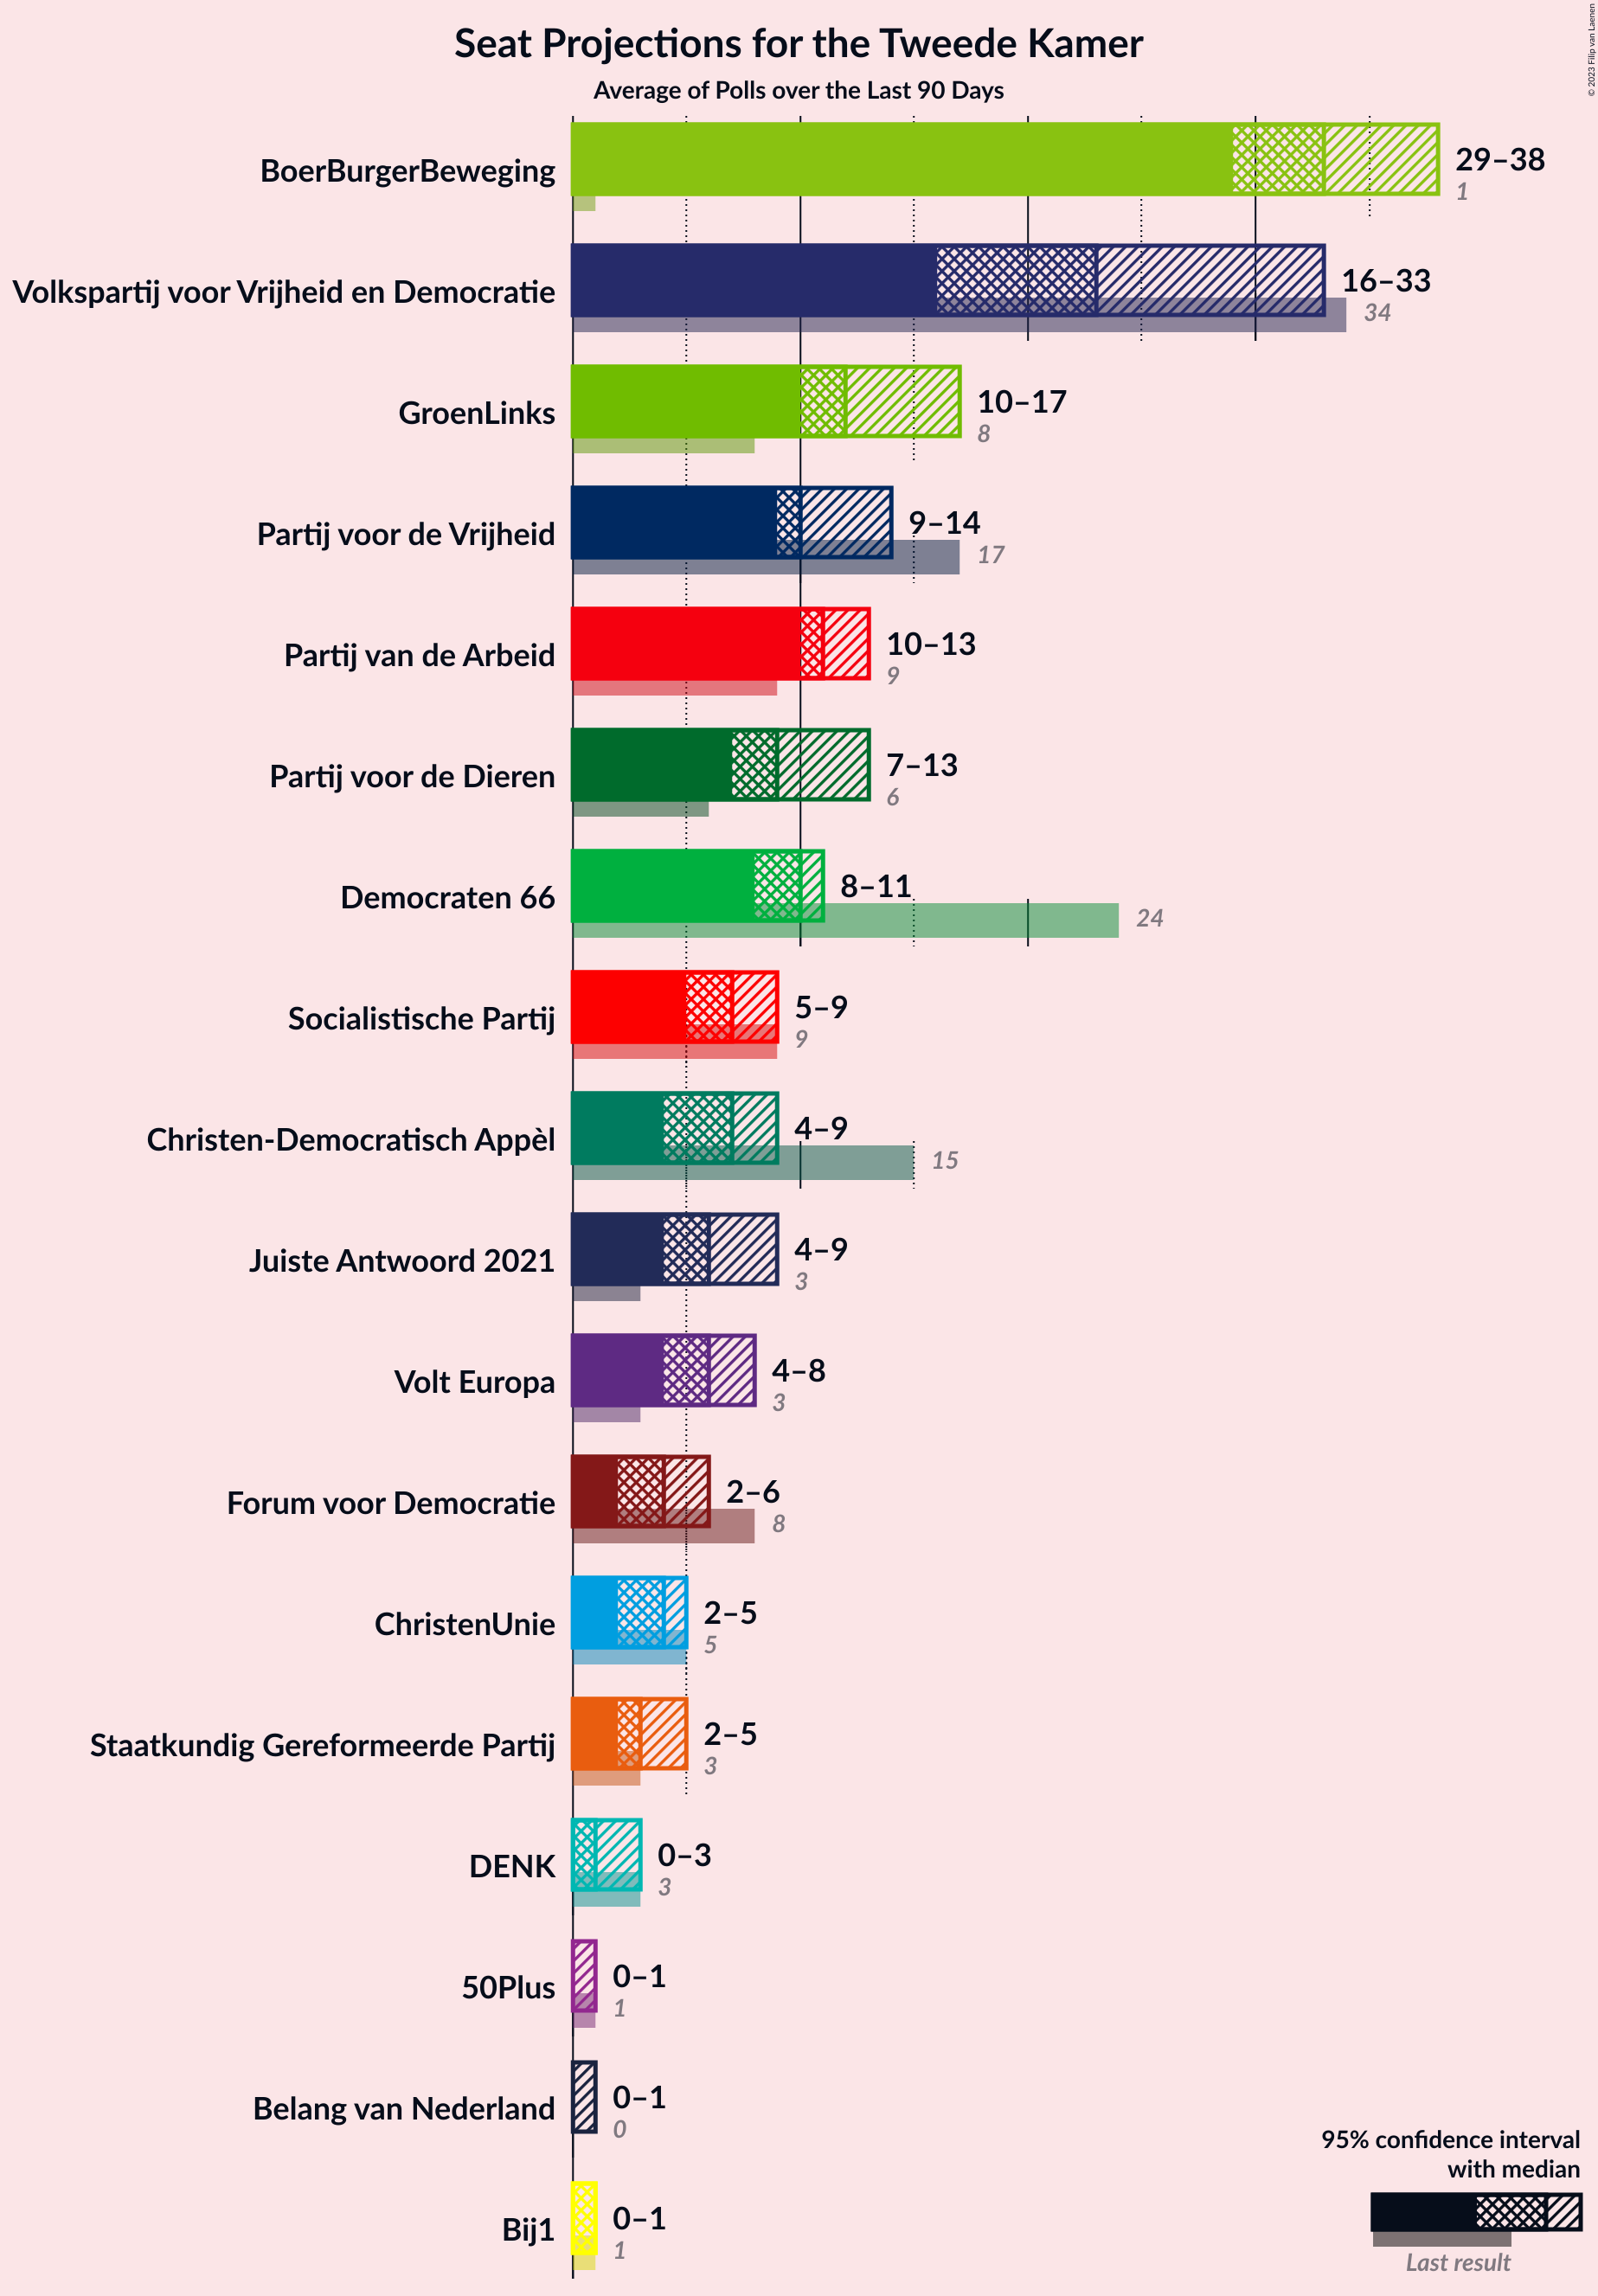 Seat Projections for the Tweede Kamer
Average of Polls over the Last 90 Days
© 2023 Filip van Laenen
BoerBurgerBeweging
29–38
1
Volkspartij voor Vrijheid en Democratie
16–33
34
GroenLinks
10–17
8
Partij voor de Vrijheid
9–14
17
Partij van de Arbeid
10–13
9
Partij voor de Dieren
7–13
6
Democraten 66
8–11
24
Socialistische Partij
5–9
9
Christen-Democratisch Appèl
4–9
15
Juiste Antwoord 2021
4–9
3
Volt Europa
4–8
3
Forum voor Democratie
2–6
8
ChristenUnie
2–5
5
Staatkundig Gereformeerde Partij
2–5
3
DENK
0–3
3
50Plus
0–1
1
Belang van Nederland
0–1
0
Bij1
0–1
1
95% confidence interval
with median
Last result